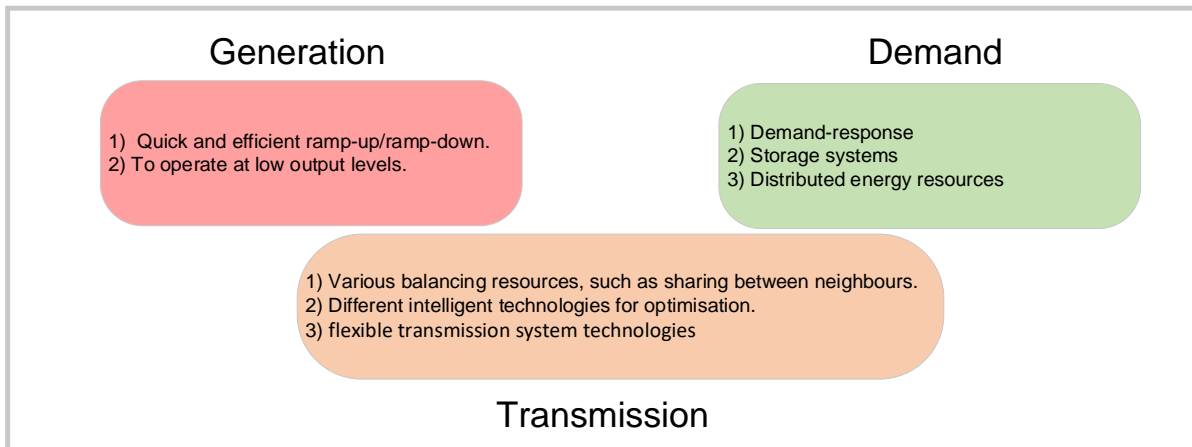 Generation
1) Quick and efficient ramp-up/ramp-down.
2) To operate at low output levels.
Demand
1) Demand-response
2) Storage systems
3) Distributed energy resources
1) Various balancing resources, such as sharing between neighbours.
2) Different intelligent technologies for optimisation.
3) flexible transmission system technologies
Transmission